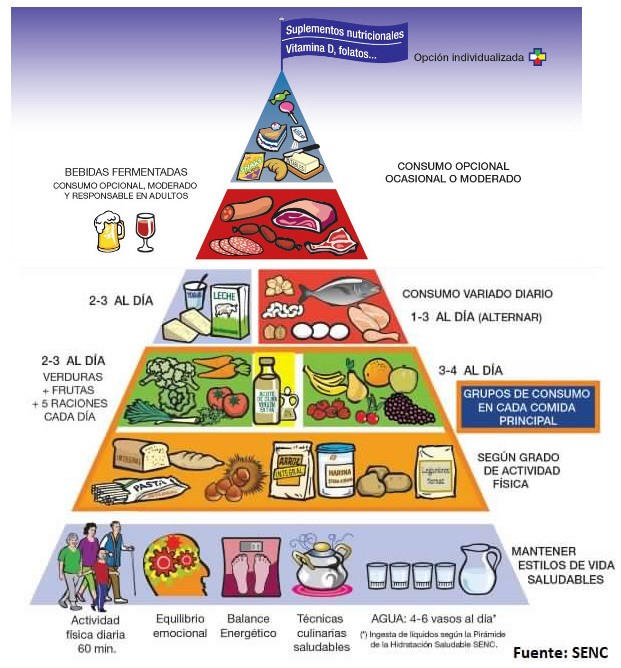 Suplementos nutricionales
Vitamina D, folatos...
Opción individualizada
BEBIDAS FERMENTADAS
CONSUMO OPCIONAL, MODERADO
Y RESPONSABLE EN ADULTOS
CONSUMO OPCIONAL
OCASIONAL O MODERADO
2-3 AL DÍA
YOGUR
LECHE
CONSUMO VARIADO DIARIO
1-3 AL DÍA (ALTERNAR)
2-3 AL DÍA
VERDURAS
+ FRUTAS
+ 5 RACIONES
CADA DÍA
ACEITE
DE OLIVA
VIRGEN
EXTRA
3-4 AL DÍA
GRUPOS DE CONSUMO
EN CADA COMIDA
PRINCIPAL
INTEGRAL
PASTA
ARROZ
INTEGRAL
HARINA
Legumbres
SEGÚN GRADO
DE ACTIVIDAD
FÍSICA
MANTENER
ESTILOS DE VIDA
SALUDABLES
Actividad
física diaria
60 min.
Equilibrio
emocional
Balance
Energético
Técnicas
culinarias
saludables
AGUA: 4-6 vasos al día*
(*) Ingesta de líquidos según la Pirámide
de la Hidratación Saludable SENC.
Fuente: SENC